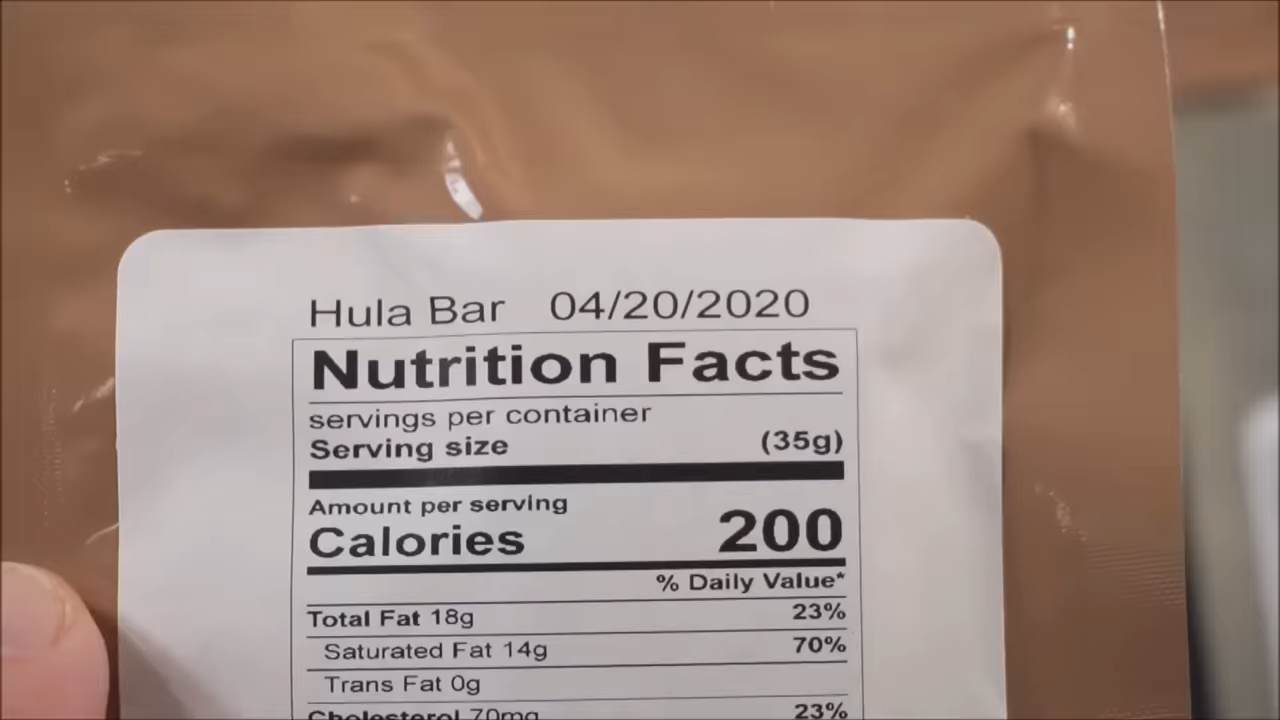 Hula Bar 04/20/2020
Nutrition Facts
servings per container
Serving size (35g)
Amount per serving
Calories 200
% Daily Value*
Total Fat 18g 23%
Saturated Fat 14g 70%
Trans Fat 0g
Cholesterol 70mg 23%